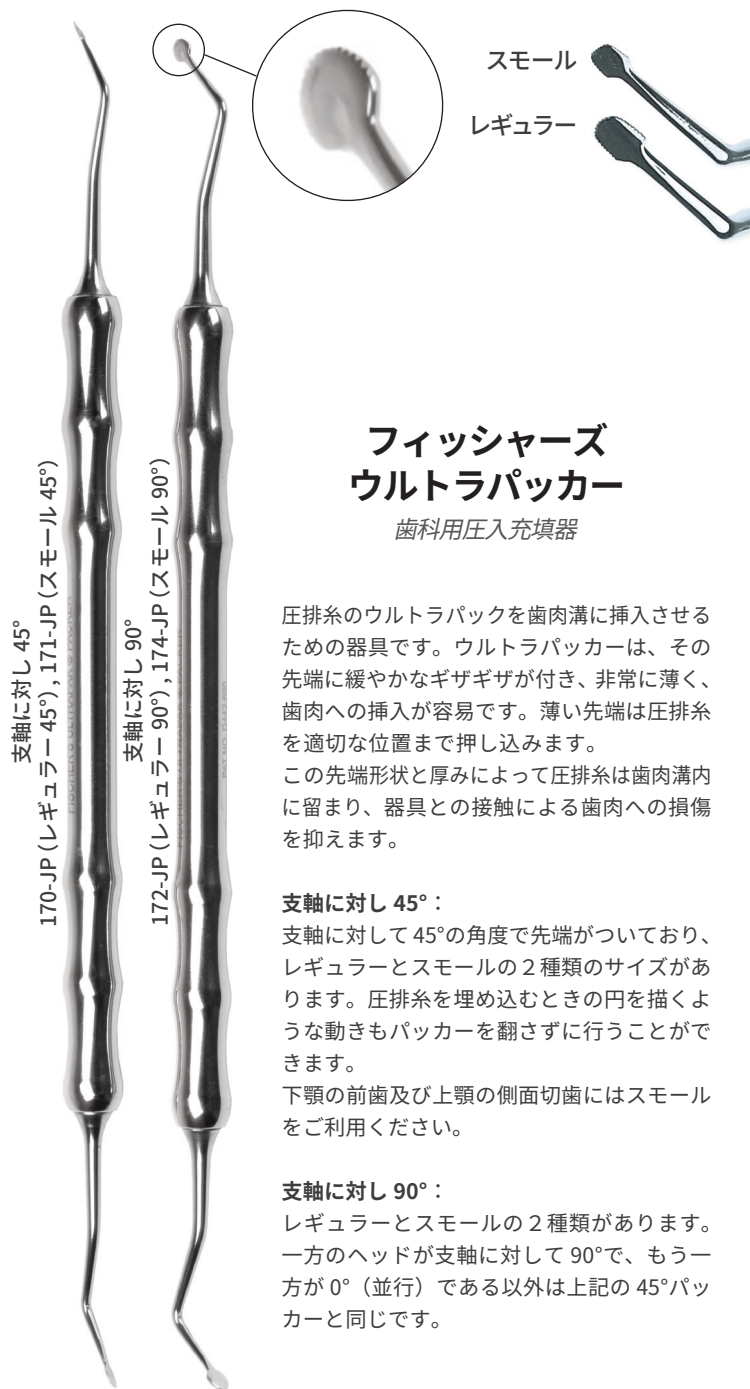 スモール
レギュラー
フィッシャーズ
ウルトラパッカー
歯科用圧入充填器
支軸に対し 45°
170-JP（レギュラー 45°）, 171-JP（スモール 45°）
支軸に対し 90°
172-JP（レギュラー 90°）, 174-JP（スモール 90°）
圧排糸のウルトラパックを歯肉溝に挿入させる
ための器具です。ウルトラパッカーは、その
先端に緩やかなギザギザが付き、非常に薄く、
歯肉への挿入が容易です。薄い先端は圧排糸
を適切な位置まで押し込みます。
この先端形状と厚みによって圧排糸は歯肉溝内
に留まり、器具との接触による歯肉への損傷
を抑えます。
支軸に対し 45°：
支軸に対して 45°の角度で先端がついており、
レギュラーとスモールの２種類のサイズがあ
ります。圧排糸を埋め込むときの円を描くよ
うな動きもパッカーを翻さずに行うことがで
きます。
下顎の前歯及び上顎の側面切歯にはスモール
をご利用ください。
支軸に対し 90°：
レギュラーとスモールの２種類があります。
一方のヘッドが支軸に対して 90°で、もう一
方が 0°（並行）である以外は上記の 45°パッ
カーと同じです。